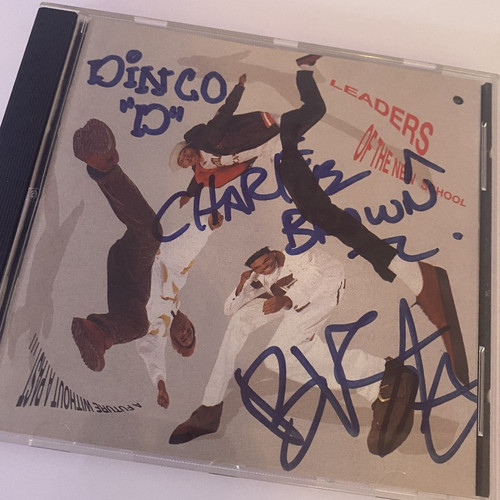 DINCO
"D"
LEADERS
OF THE NEW SCHOOL
CHARLIE
BROWN
A FUTURE WITHOUT A PAST